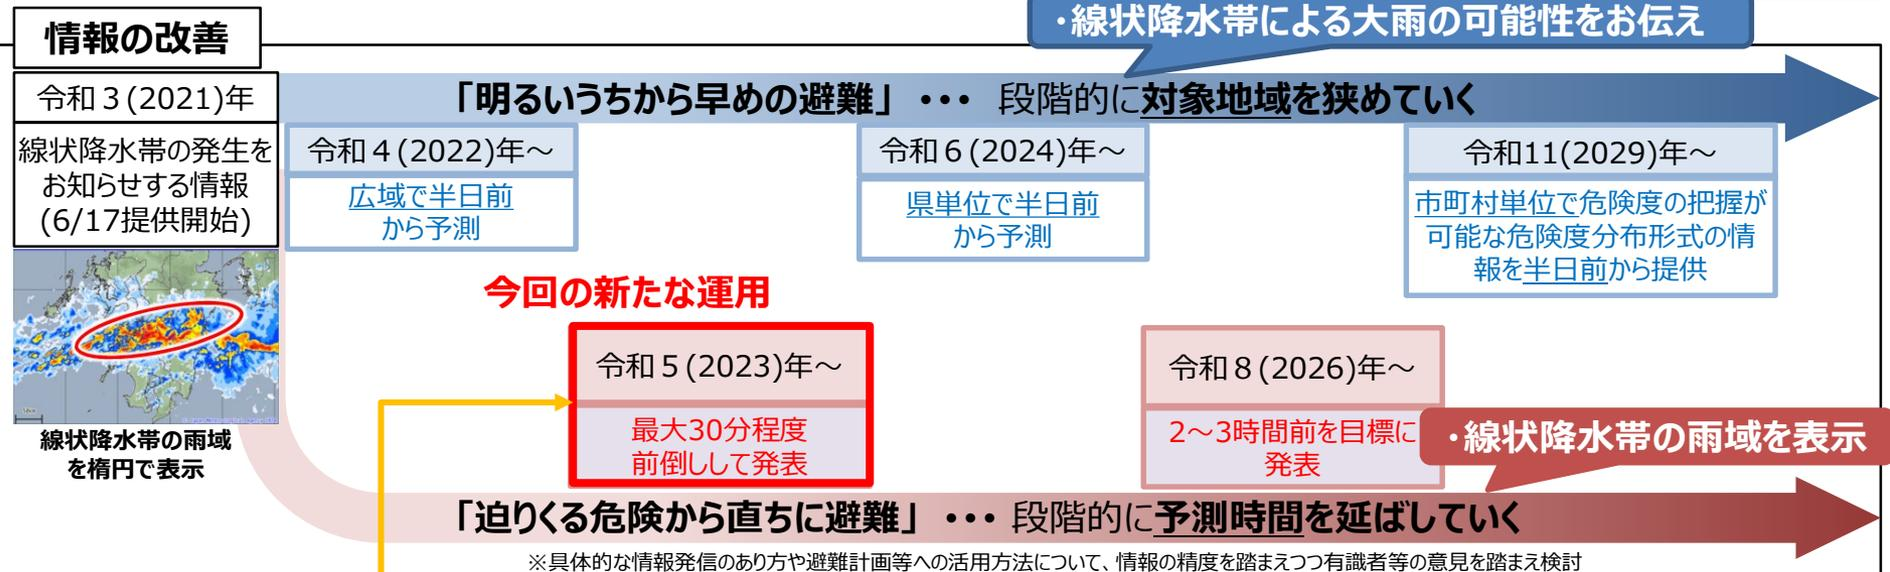 情報の改善
・線状降水帯による大雨の可能性をお伝え
令和３(2021)年
「明るいうちから早めの避難」 ・・・ 段階的に対象地域を狭めていく
線状降水帯の発生を
お知らせする情報
(6/17提供開始)
令和４(2022)年～
広域で半日前
から予測
令和６(2024)年～
県単位で半日前
から予測
令和11(2029)年～
市町村単位で危険度の把握が
可能な危険度分布形式の情
報を半日前から提供
今回の新たな運用
令和５(2023)年～
最大30分程度
前倒しして発表
令和８(2026)年～
2～3時間前を目標に
発表
・線状降水帯の雨域を表示
線状降水帯の雨域
を楕円で表示
「迫りくる危険から直ちに避難」 ・・・ 段階的に予測時間を延ばしていく
※具体的な情報発信のあり方や避難計画等への活用方法について、情報の精度を踏まえつつ有識者等の意見を踏まえ検討